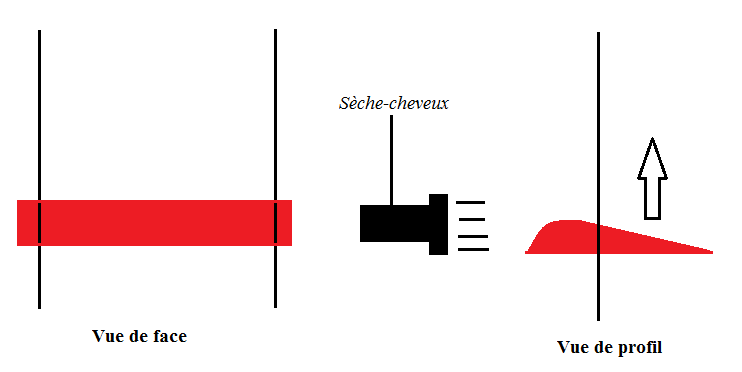 Sèche-cheveux
Vue de face
Vue de profil